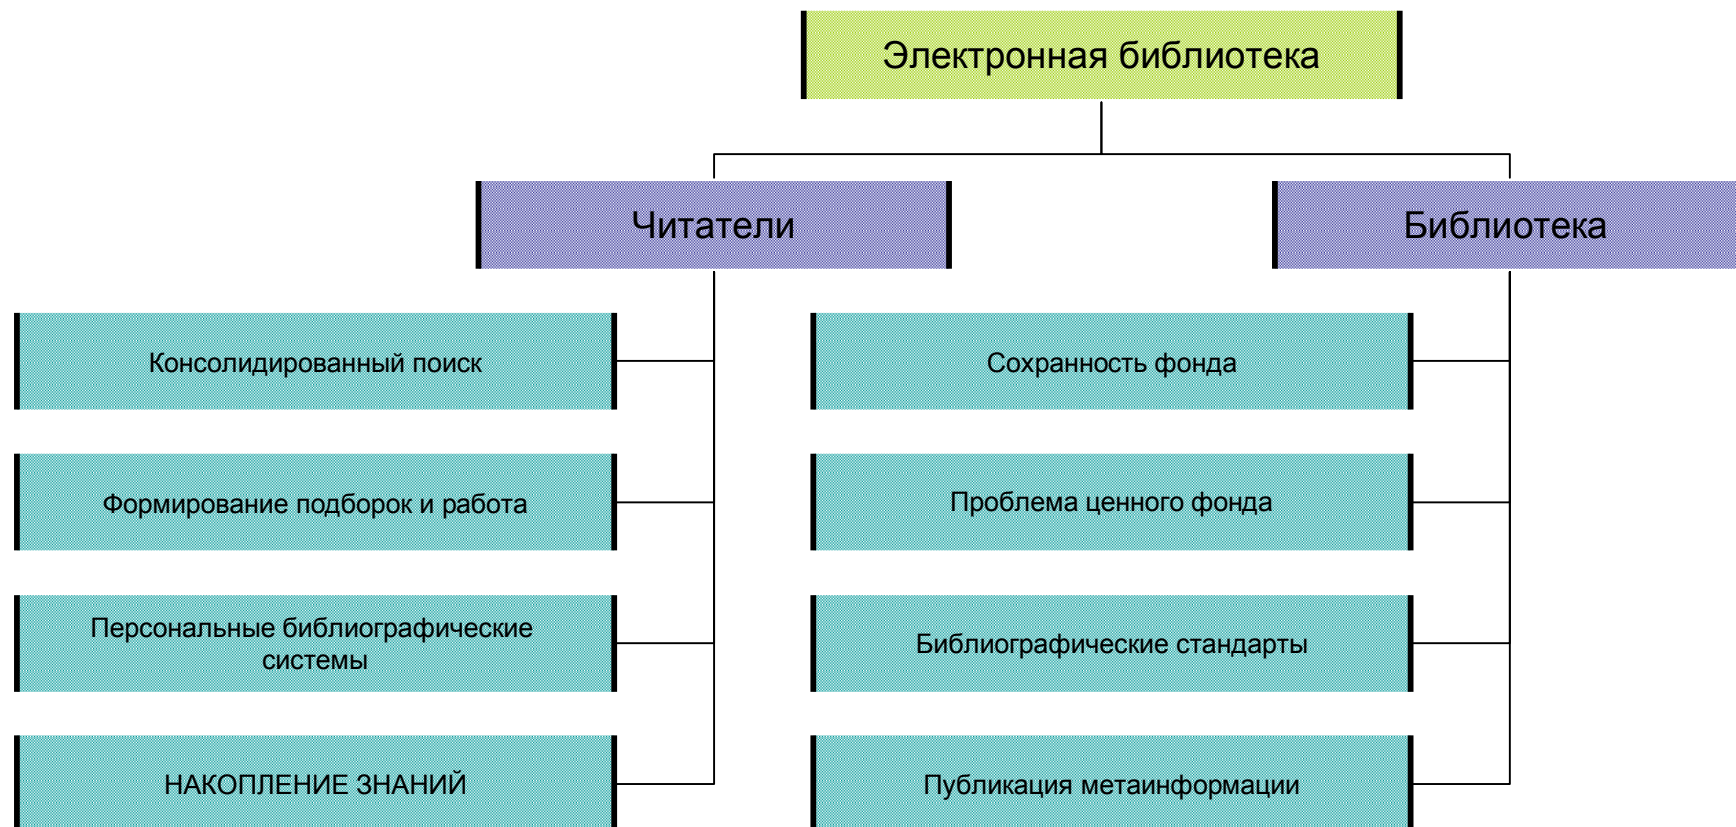 Электронная библиотека
Читатели
Библиотека
Консолидированный поиск
Сохранность фонда
Формирование подборок и работа
Проблема ценного фонда
Персональные библиографические
системы
Библиографические стандарты
НАКОПЛЕНИЕ ЗНАНИЙ
Публикация метаинформации